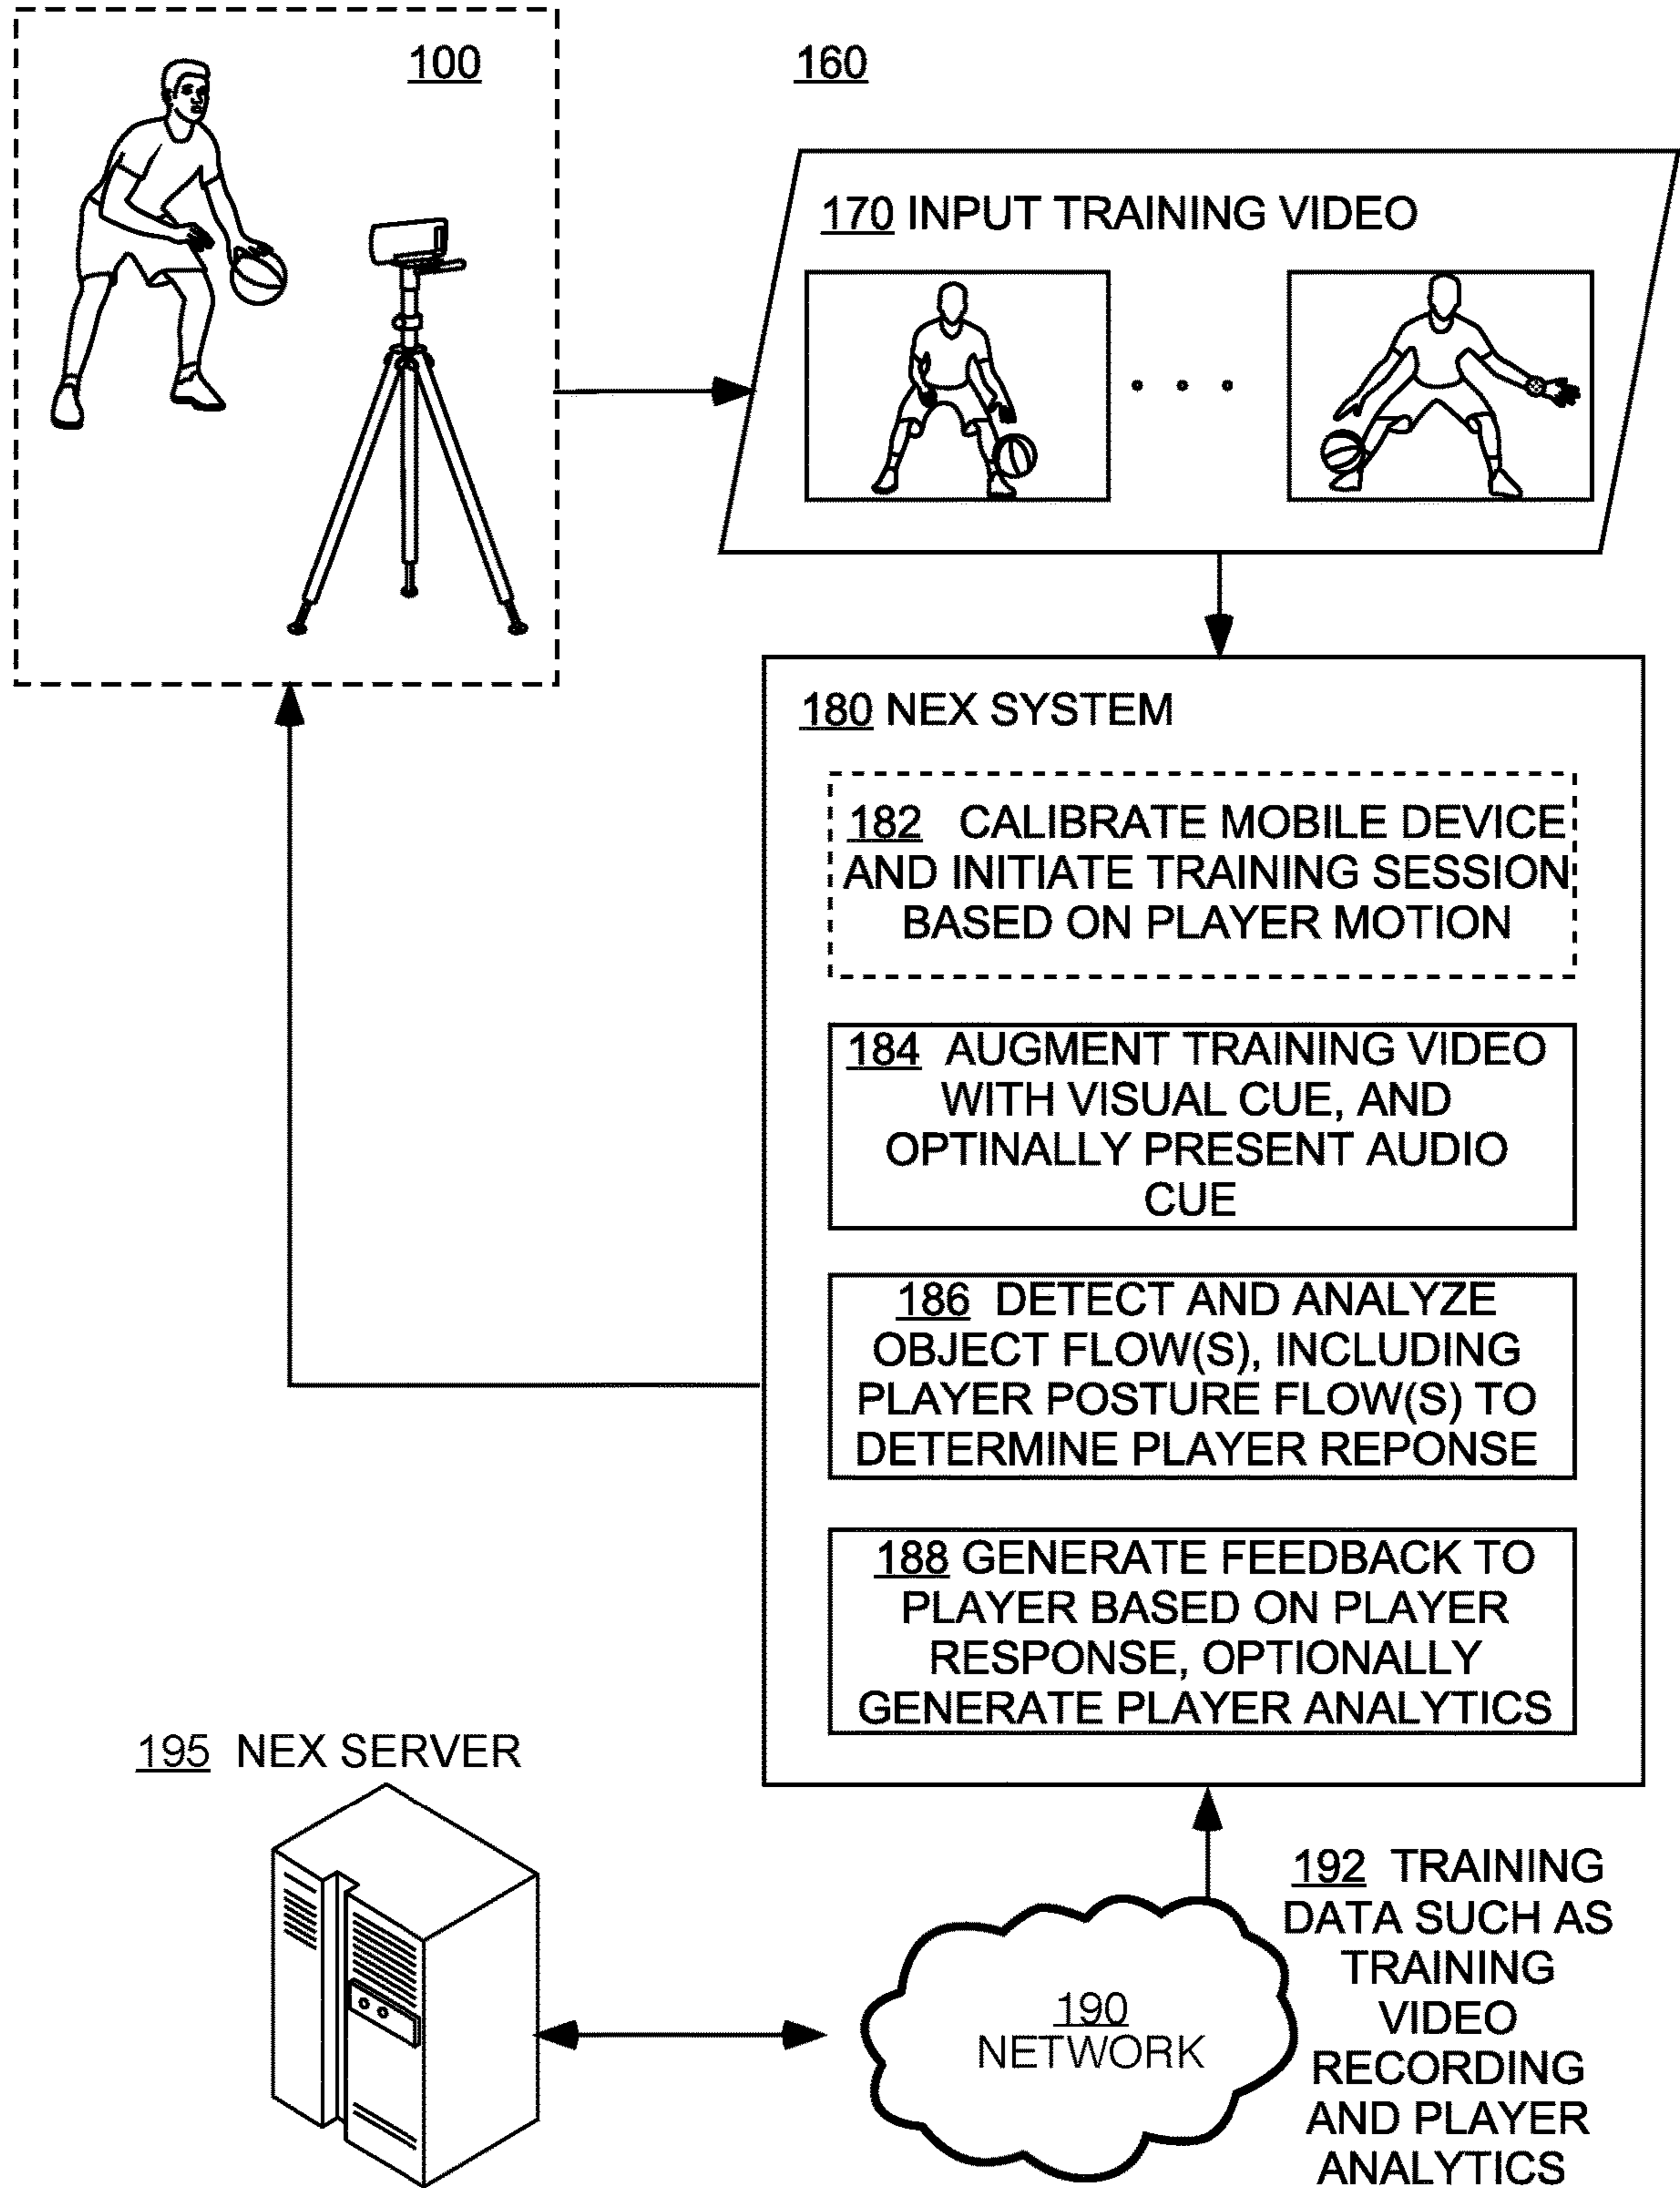 100
160
170 INPUT TRAINING VIDEO
180 NEX SYSTEM
182 CALIBRATE MOBILE DEVICE
AND INITIATE TRAINING SESSION
BASED ON PLAYER MOTION
184 AUGMENT TRAINING VIDEO
WITH VISUAL CUE, AND
OPTINALLY PRESENT AUDIO
CUE
186 DETECT AND ANALYZE
OBJECT FLOW(S), INCLUDING
PLAYER POSTURE FLOW(S) TO
DETERMINE PLAYER REPONSE
188 GENERATE FEEDBACK TO
PLAYER BASED ON PLAYER
RESPONSE, OPTIONALLY
GENERATE PLAYER ANALYTICS
195 NEX SERVER
190
NETWORK
192 TRAINING
DATA SUCH AS
TRAINING
VIDEO
RECORDING
AND PLAYER
ANALYTICS